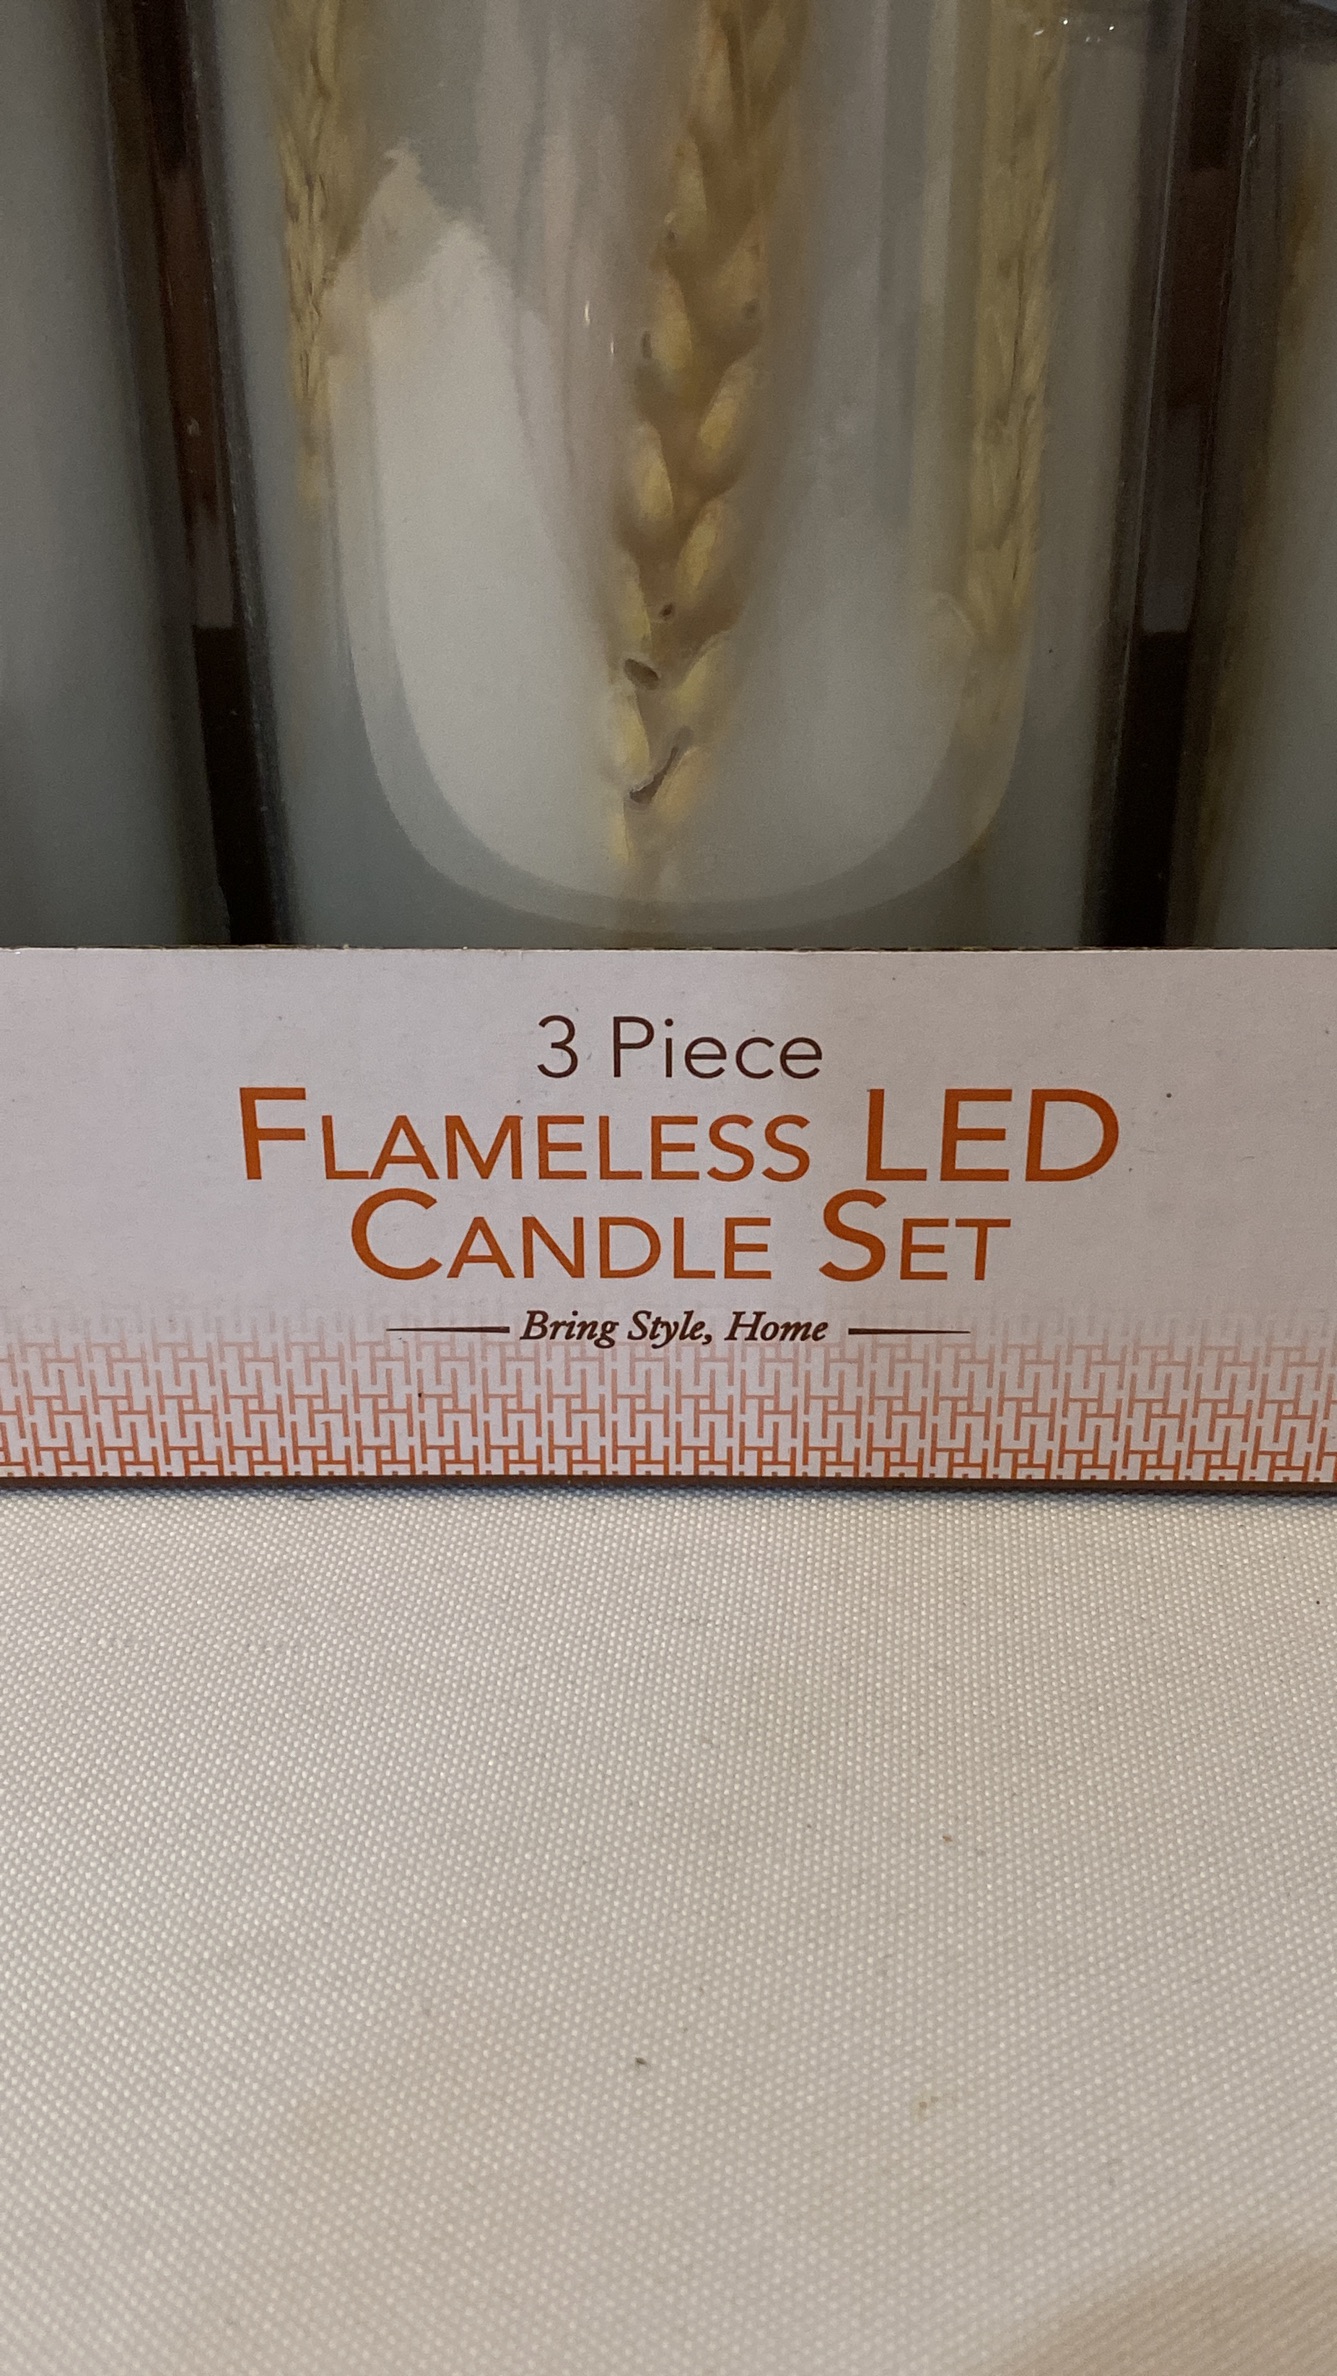 3 Piece
FLAMELESS LED
CANDLE SET
Bring Style, Home